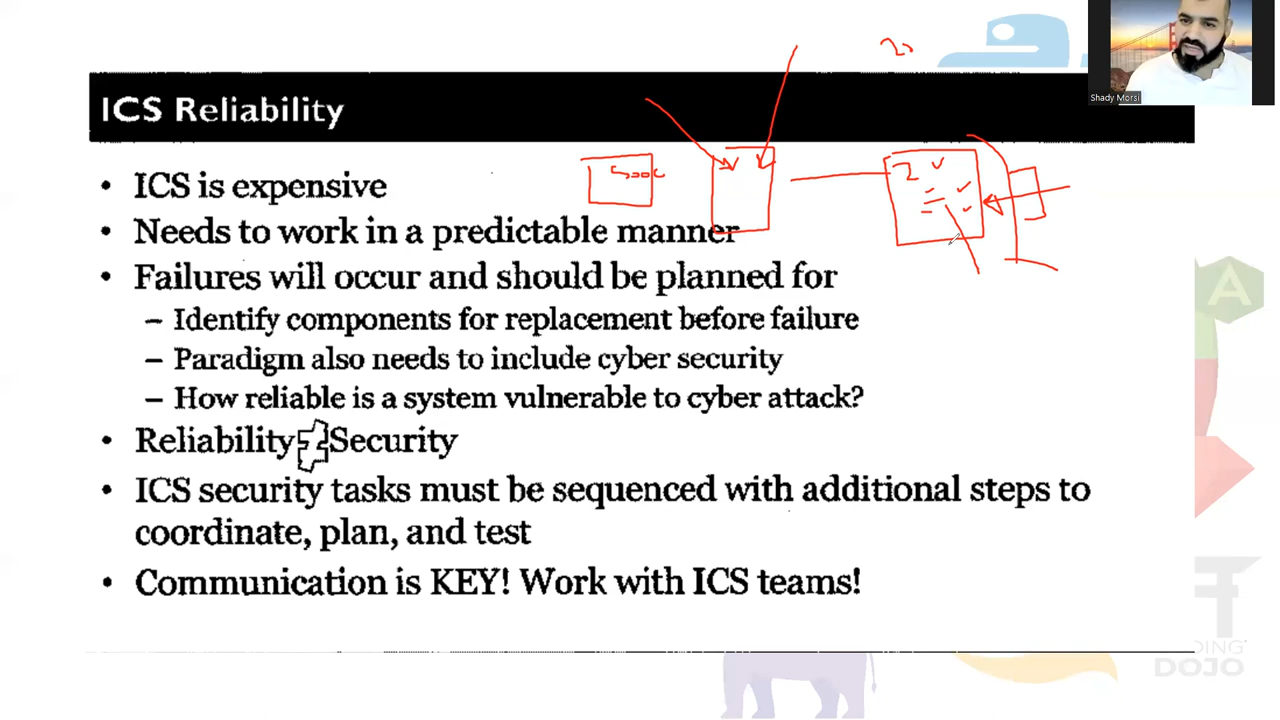 20
Shady Morsi
ICS Reliability
• ICS is expensive
• Needs to work in a predictable manner
• Failures will occur and should be planned for
– Identify components for replacement before failure
– Paradigm also needs to include cyber security
– How reliable is a system vulnerable to cyber attack?
• Reliability ≠ Security
• ICS security tasks must be sequenced with additional steps to
coordinate, plan, and test
• Communication is KEY! Work with ICS teams!
DING
DOJO